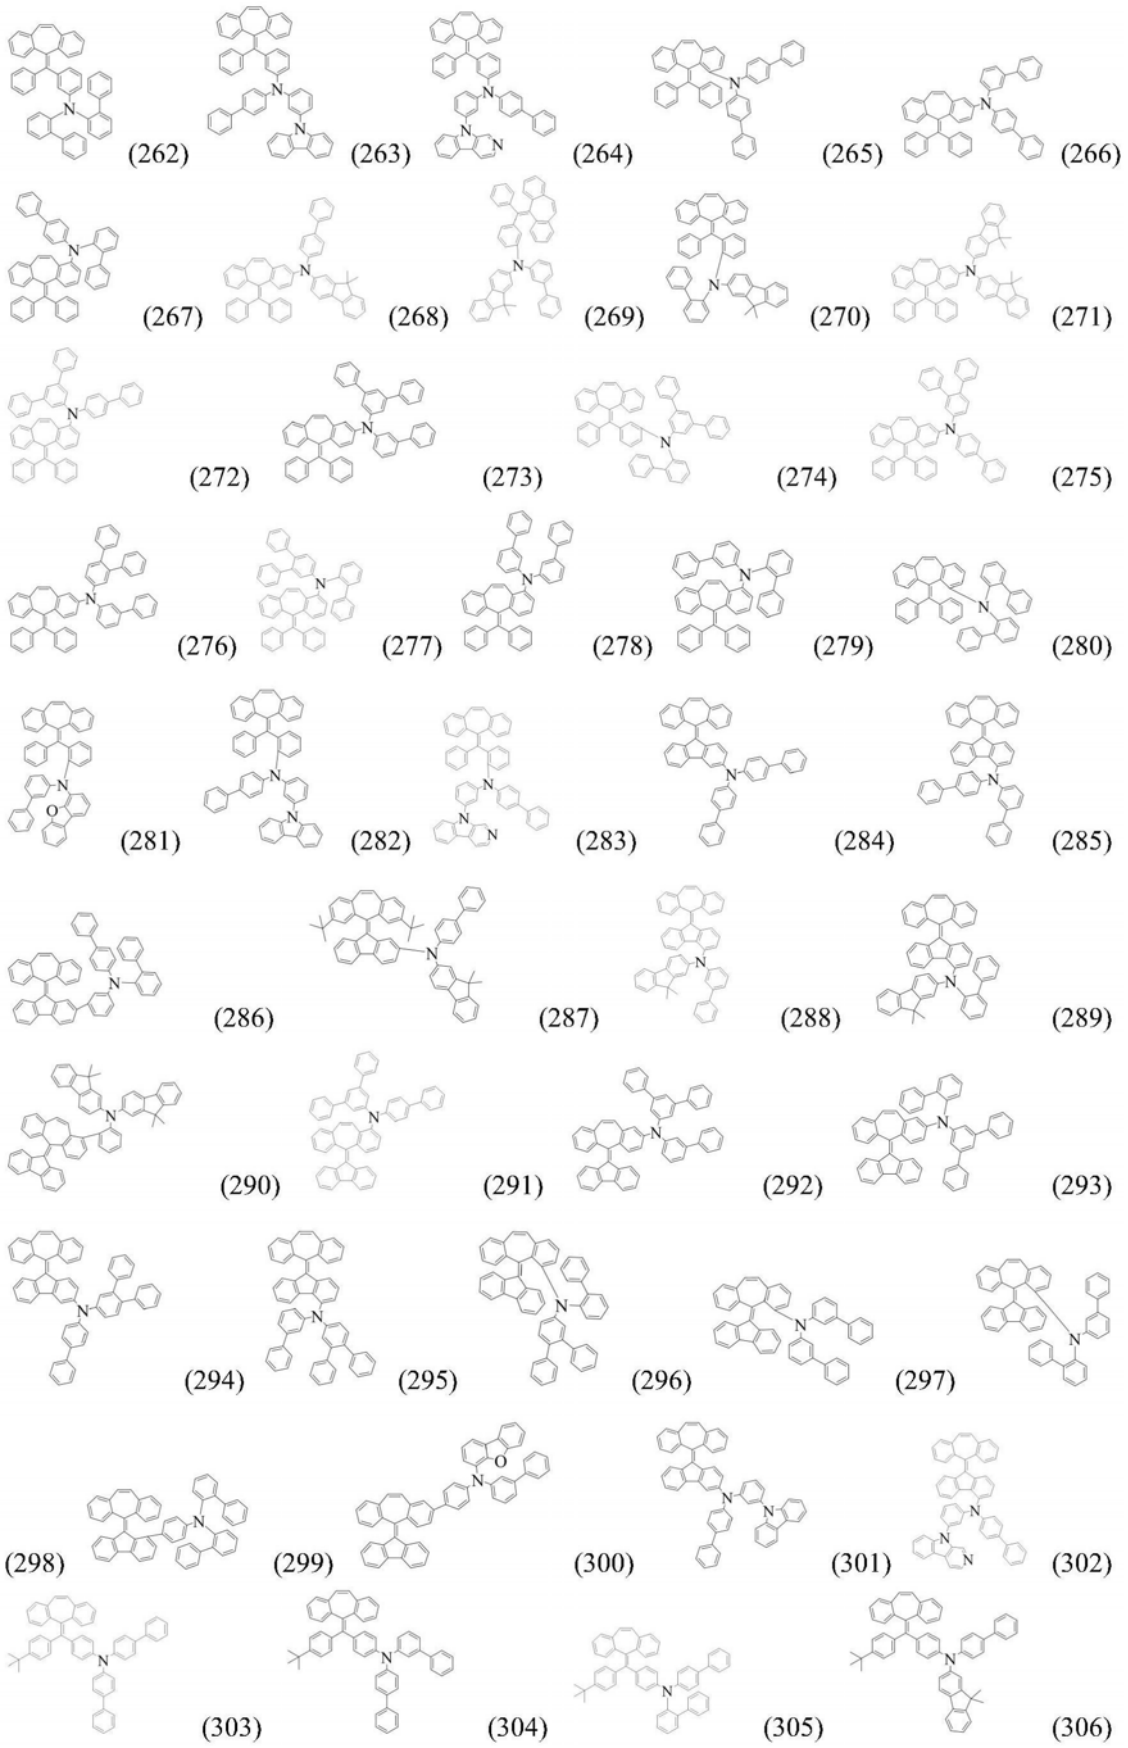 N N N N N
N N
(262) (263) N (264) (265) (266)
N N N N N
(267) (268) (269) (270) (271)
N N N N N
(272) (273) (274) (275)
N N N N N
(276) (277) (278) (279) (280)
N N N N N
O N N N
(281) (282) (283) (284) (285)
N N N N N
(286) (287) (288) (289)
N N N N
(290) (291) (292) (293)
N N N N N
(294) (295) (296) (297)
O
N N N N N
N N N
(298) (299) (300) (301) (302)
N N N N
(303) (304) (305) (306)